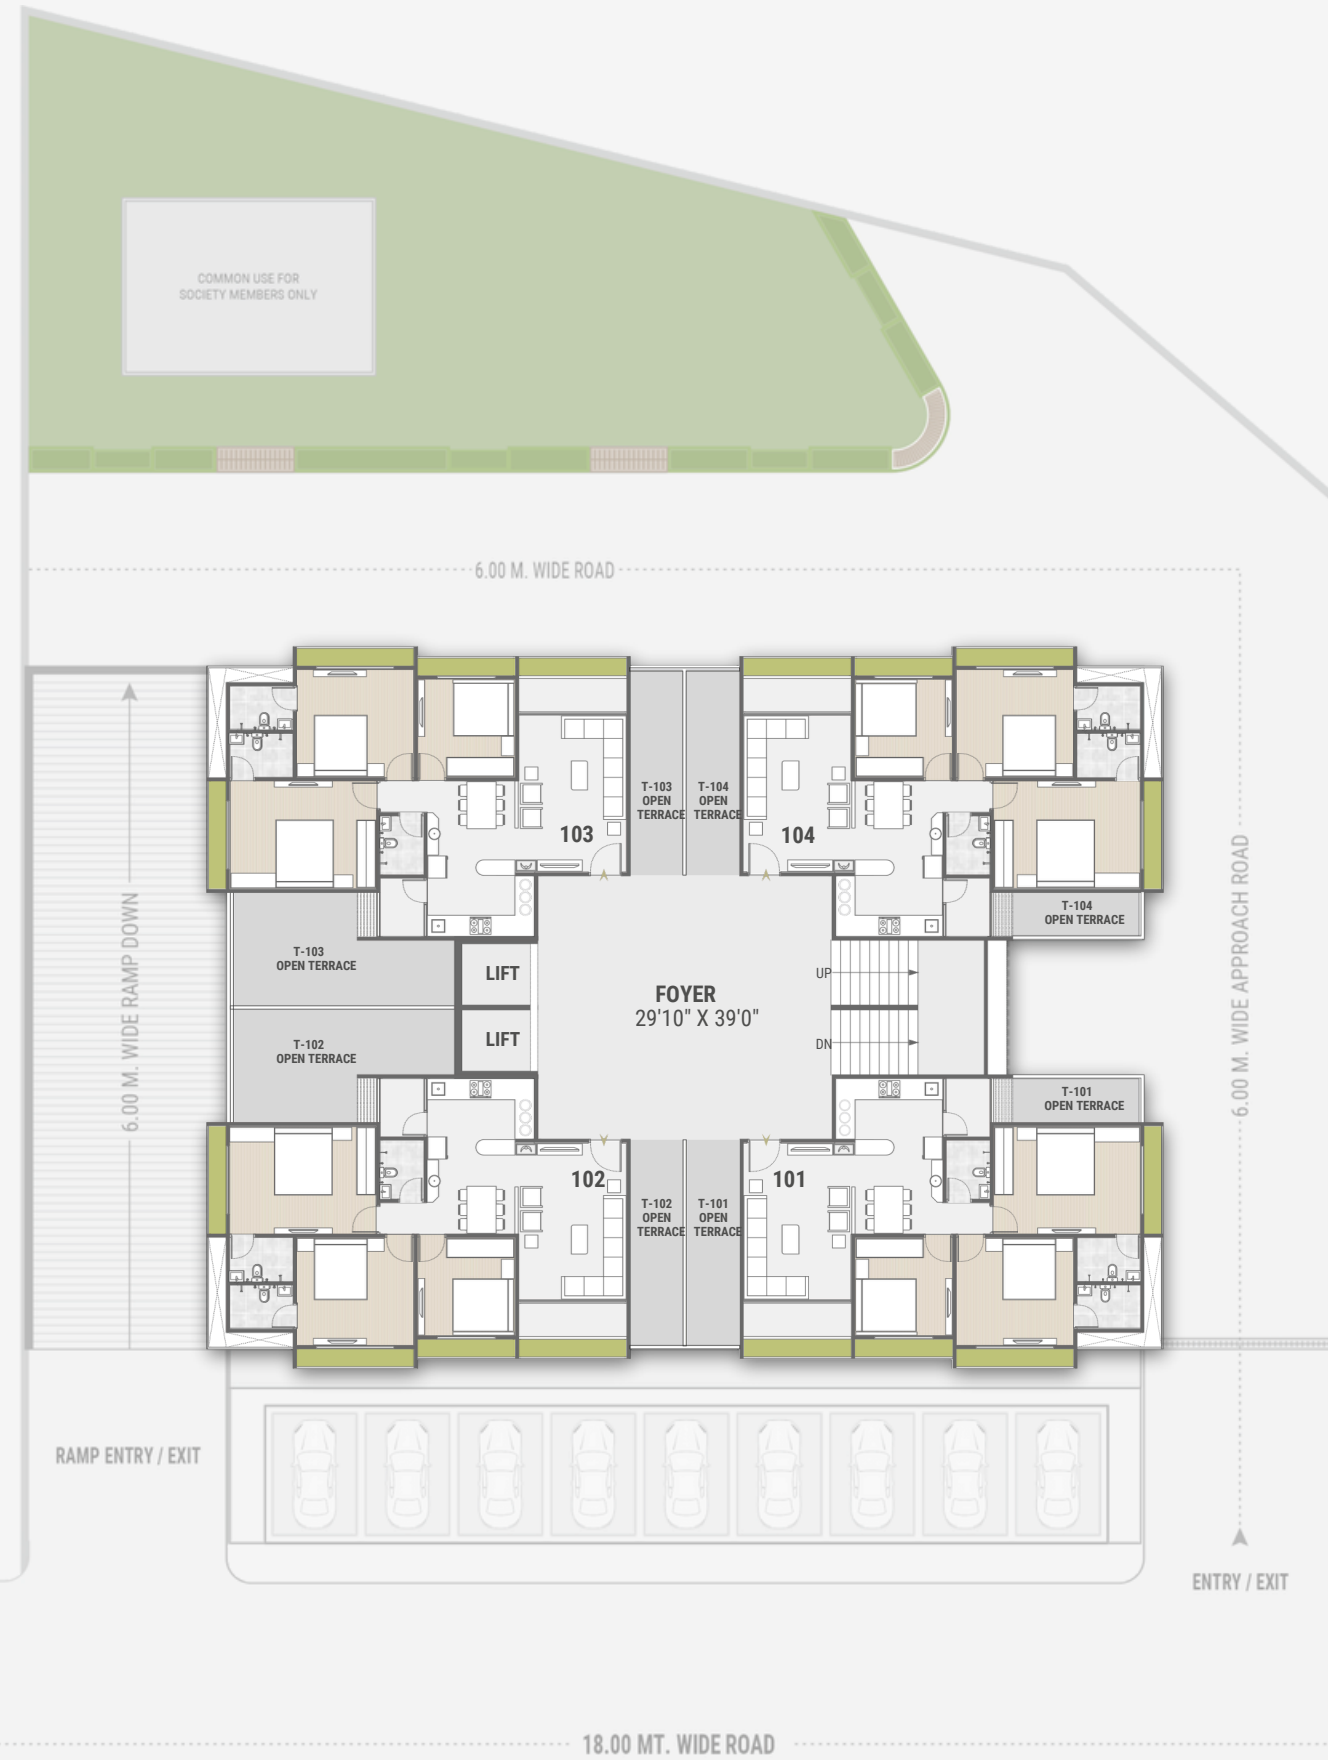 COMMON USE FOR
SOCIETY MEMBERS ONLY
6.00 M. WIDE ROAD
T-103
OPEN
TERRACE
T-104
OPEN
TERRACE
103
104
6.00 M. WIDE RAMP DOWN
6.00 M. WIDE APPROACH ROAD
T-104
OPEN TERRACE
T-103
OPEN TERRACE
LIFT
UP
FOYER
29'10" X 39'0"
LIFT
DN
T-102
OPEN TERRACE
T-101
OPEN TERRACE
102
101
T-102
OPEN
TERRACE
T-101
OPEN
TERRACE
RAMP ENTRY / EXIT
ENTRY / EXIT
18.00 MT. WIDE ROAD